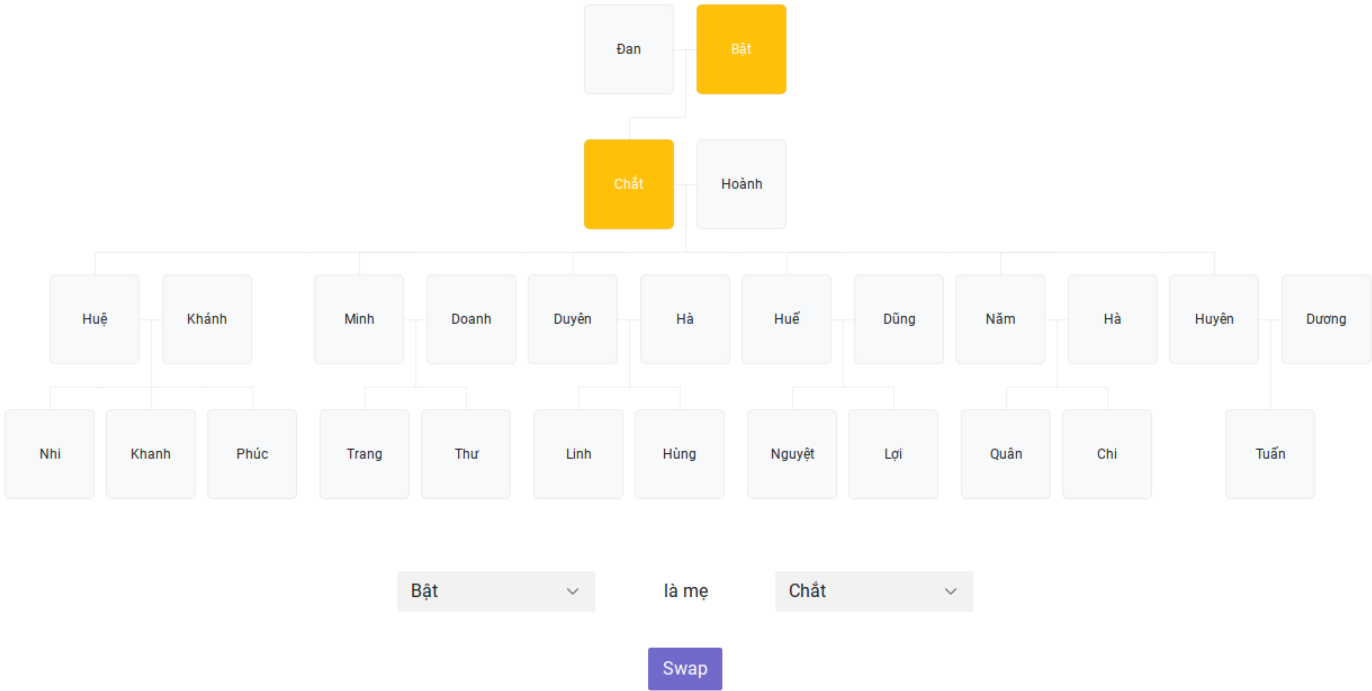 Đan Bật
Chắt Hoành
Huệ Khánh Minh Doanh Duyên Hà Huế Dũng Năm Hà Huyên Dương
Nhi Khanh Phúc Trang Thư Linh Hùng Nguyệt Lợi Quân Chi Tuấn
Bật là mẹ Chắt
Swap